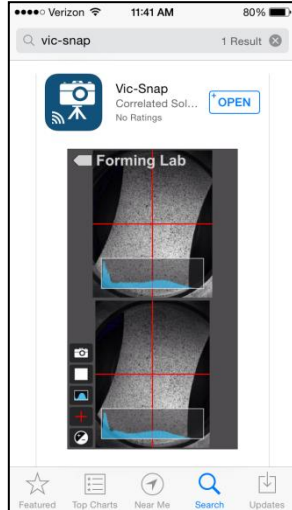 Verizon 11:41 AM 80%
vic-snap 1 Result
Vic-Snap
Correlated Sol...
No Ratings
+OPEN
Forming Lab
Featured Top Charts Near Me Search Updates